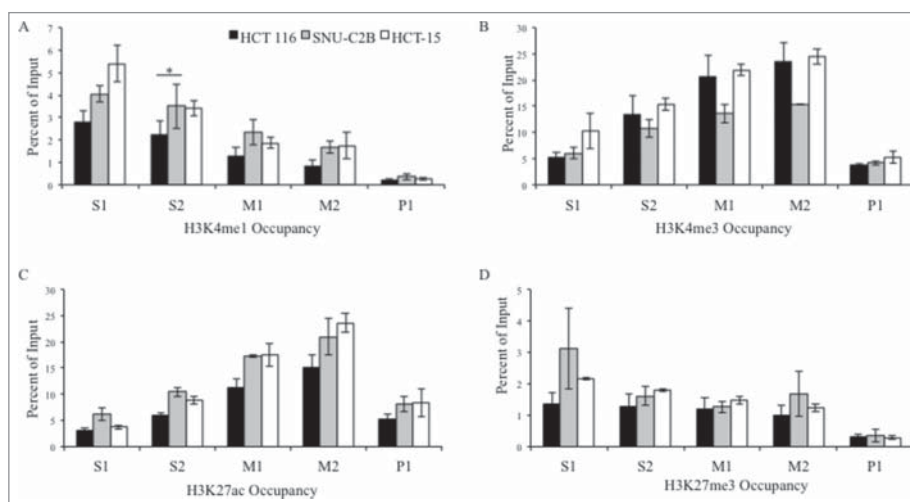 A
B
HCT 116 SNU-C2B HCT-15
Percent of Input
7
6
5
4
3
2
1
0
*
S1 S2 M1 M2 P1
H3K4me1 Occupancy
Percent of Input
35
30
25
20
15
10
5
0
S1 S2 M1 M2 P1
H3K4me3 Occupancy
C
D
Percent of Input
30
25
20
15
10
5
0
S1 S2 M1 M2 P1
H3K27ac Occupancy
Percent of Input
5
4
3
2
1
0
S1 S2 M1 M2 P1
H3K27me3 Occupancy